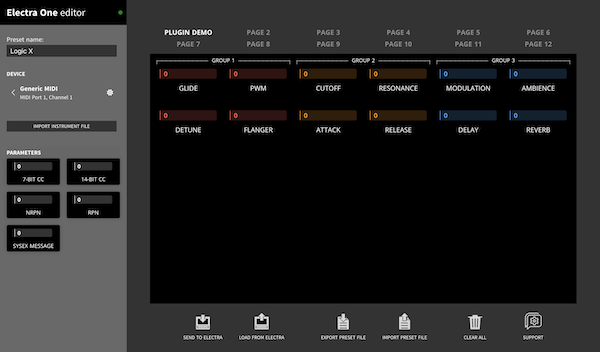 Electra One editor
Preset name:
Logic X
DEVICE
Generic MIDI
MIDI Port 1, Channel 1
IMPORT INSTRUMENT FILE
PARAMETERS
0 0
7-BIT CC 14-BIT CC
0 0
NRPN RPN
0
SYSEX MESSAGE
PLUGIN DEMO PAGE 2 PAGE 3 PAGE 4 PAGE 5 PAGE 6
PAGE 7 PAGE 8 PAGE 9 PAGE 10 PAGE 11 PAGE 12
GROUP 1 GROUP 2 GROUP 3
0 0 0 0 0 0
GLIDE PWM CUTOFF RESONANCE MODULATION AMBIENCE
0 0 0 0 0 0
DETUNE FLANGER ATTACK RELEASE DELAY REVERB
SEND TO ELECTRA LOAD FROM ELECTRA EXPORT PRESET FILE IMPORT PRESET FILE CLEAR ALL SUPPORT